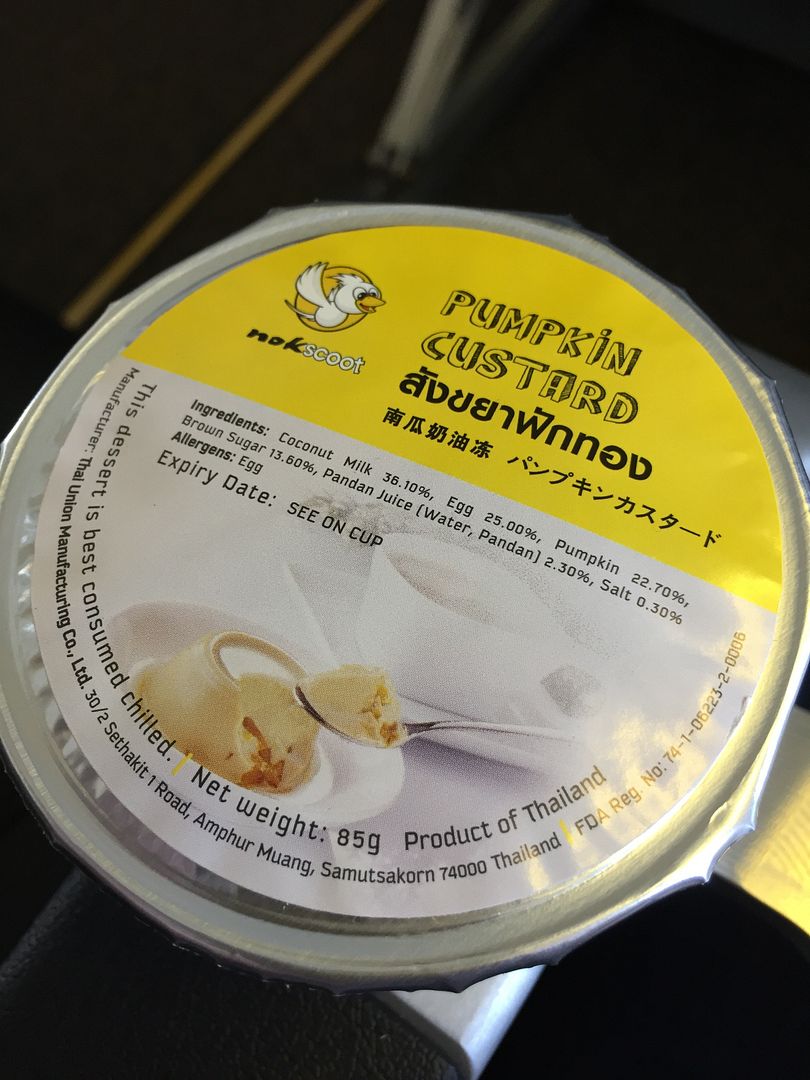 nokscoot
PUMPKIN
CUSTARD
สังขยาฟักทอง
南瓜奶油冻 パンプキンカスタード
Ingredients: Coconut Milk 36.10%, Egg 25.00%, Pumpkin 22.70%,
Brown Sugar 13.60%, Pandan Juice (Water, Pandan) 2.30%, Salt 0.30%
Allergens: Egg
Expiry Date: SEE ON CUP
This dessert is best consumed chilled. | Net weight: 85g Product of Thailand
Manufacturer: Thai Union Manufacturing Co., Ltd. 30/2 Sethakit 1 Road, Amphur Muang, Samutsakorn 74000 Thailand | FDA Reg. No: 74-1-06223-2-0006